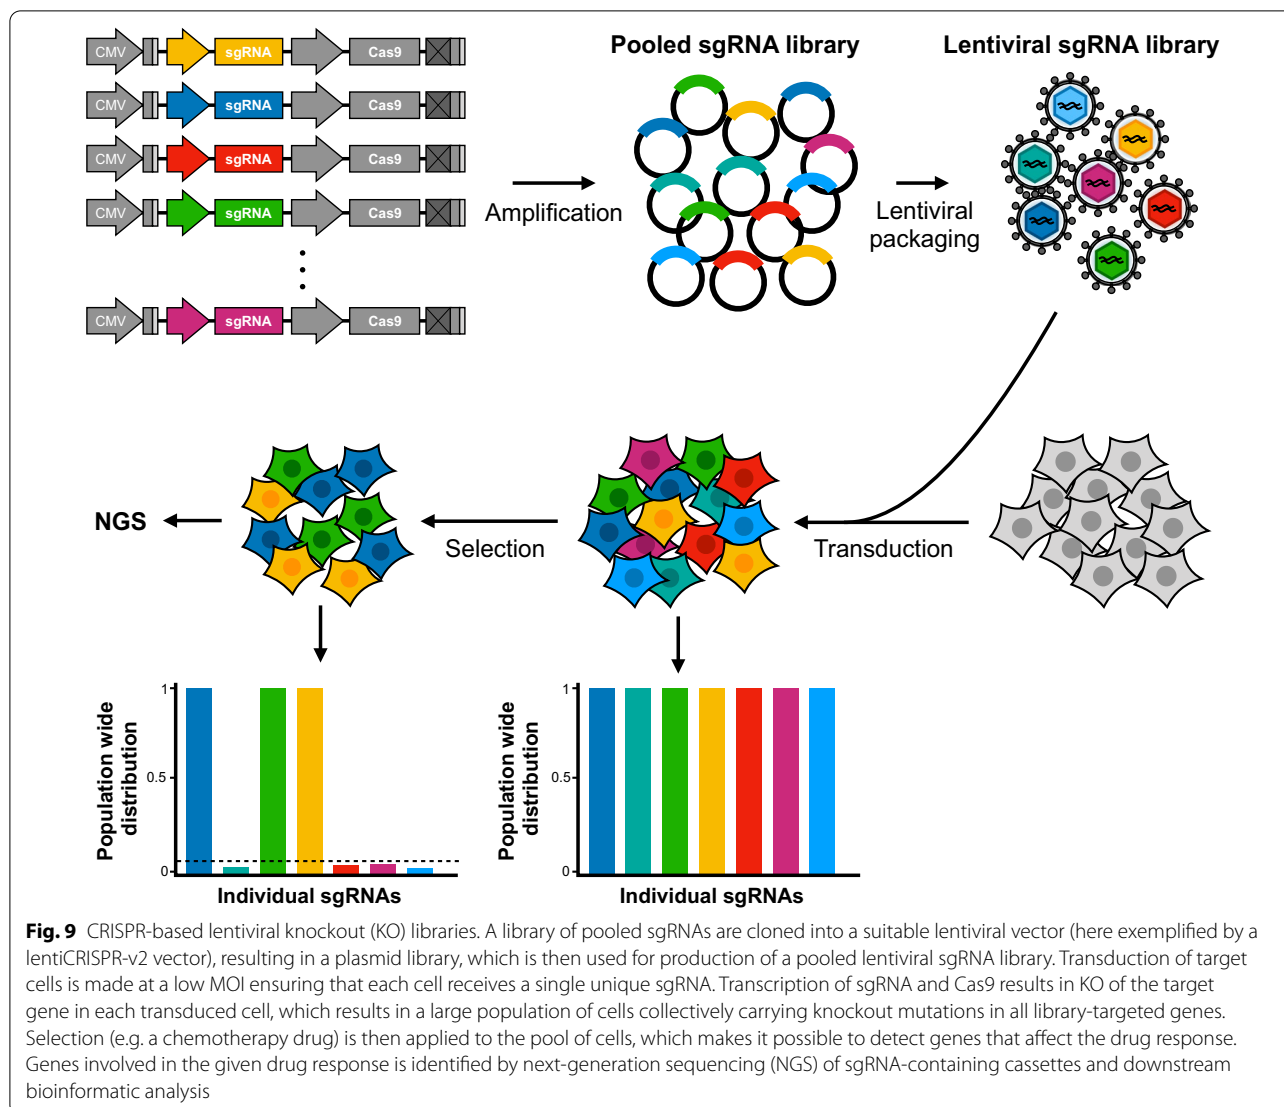 CMV sgRNA Cas9
CMV sgRNA Cas9
CMV sgRNA Cas9
CMV sgRNA Cas9
CMV sgRNA Cas9
Amplification
Pooled sgRNA library
Lentiviral
packaging
Lentiviral sgRNA library
Transduction
Selection
NGS
Population wide
distribution
1
0.5
0
Individual sgRNAs
Population wide
distribution
1
0.5
0
Individual sgRNAs
Fig. 9 CRISPR-based lentiviral knockout (KO) libraries. A library of pooled sgRNAs are cloned into a suitable lentiviral vector (here exemplified by a
lentiCRISPR-v2 vector), resulting in a plasmid library, which is then used for production of a pooled lentiviral sgRNA library. Transduction of target
cells is made at a low MOI ensuring that each cell receives a single unique sgRNA. Transcription of sgRNA and Cas9 results in KO of the target
gene in each transduced cell, which results in a large population of cells collectively carrying knockout mutations in all library-targeted genes.
Selection (e.g. a chemotherapy drug) is then applied to the pool of cells, which makes it possible to detect genes that affect the drug response.
Genes involved in the given drug response is identified by next-generation sequencing (NGS) of sgRNA-containing cassettes and downstream
bioinformatic analysis